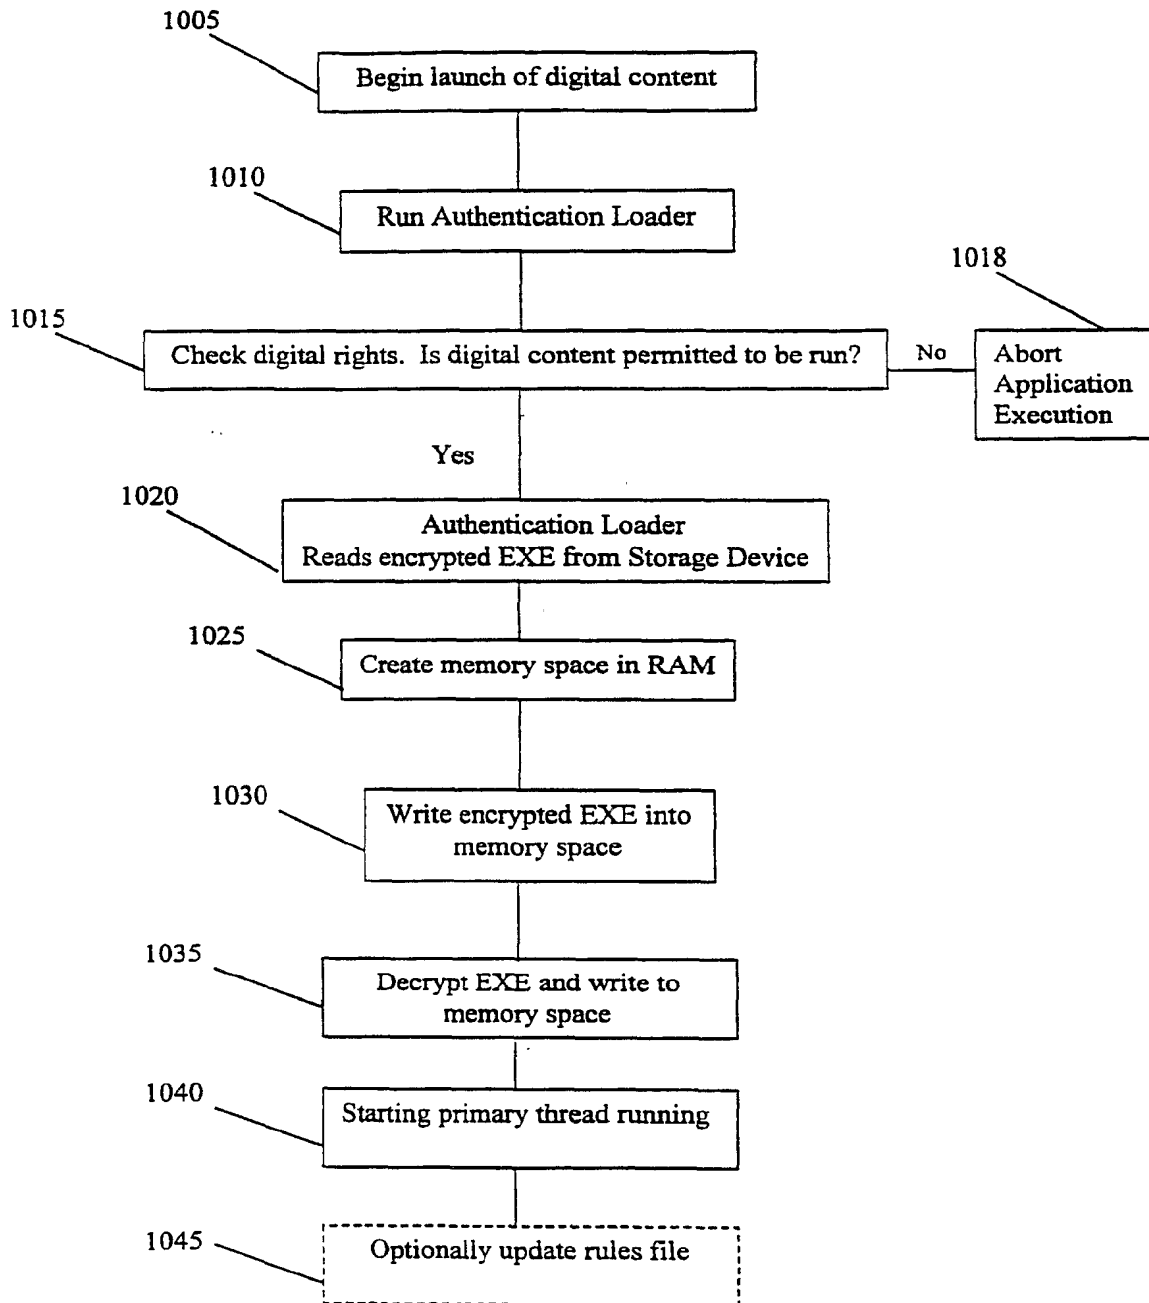 1005
Begin launch of digital content
1010
Run Authentication Loader
1018
1015
Check digital rights. Is digital content permitted to be run?
No
Abort
Application
Execution
Yes
1020
Authentication Loader
Reads encrypted EXE from Storage Device
1025
Create memory space in RAM
1030
Write encrypted EXE into
memory space
1035
Decrypt EXE and write to
memory space
1040
Starting primary thread running
1045
Optionally update rules file